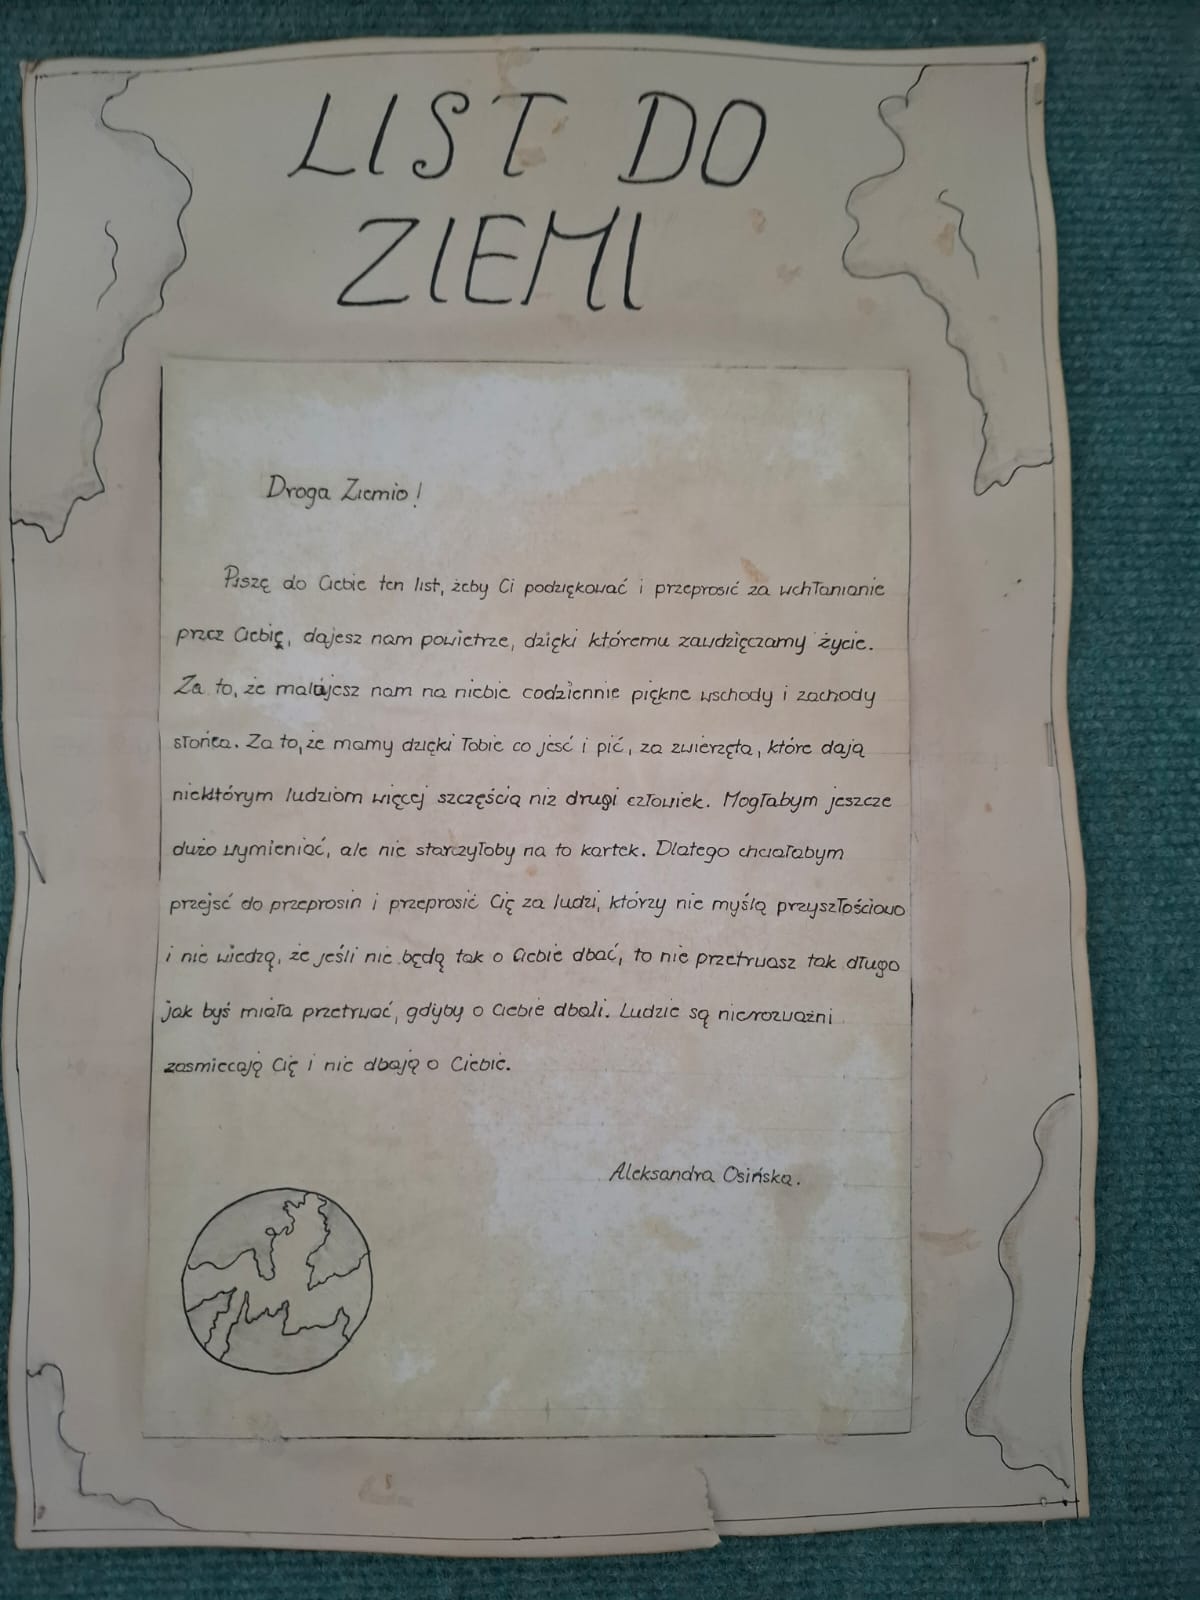 LIST DO
ZIEMI
Droga Ziemio!
Piszę do Ciebie ten list, żeby Ci podziękować i przeprosić za wchłanianie
przez Ciebię, dajesz nam powietrze, dzięki któremu zawdzięczamy życie.
Za to, że malujesz nam na niebie codziennie piękne wschody i zachody
słońca. Za to, że mamy dzięki Tobie co jesć i pić, za zwierzęta, które dają
niektórym ludziom więcej szczęścia niż drugi człowiek. Mogłabym jeszcze
dużo wymieniać, ale nie starczyłoby na to kartek. Dlatego chciałabym
przejsć do przeprosin i przeprosić Cię za ludzi, którzy nie myślą przyszłościowo
i nie wiedzą, że jeśli nie będą tak o Ciebie dbać, to nie przetrwasz tak długo
jak byś miała przetrwać, gdyby o Ciebie dbali. Ludzie są nierozważni
zasmiecają Cię i nie dbają o Ciebie.
Aleksandra Osińska.